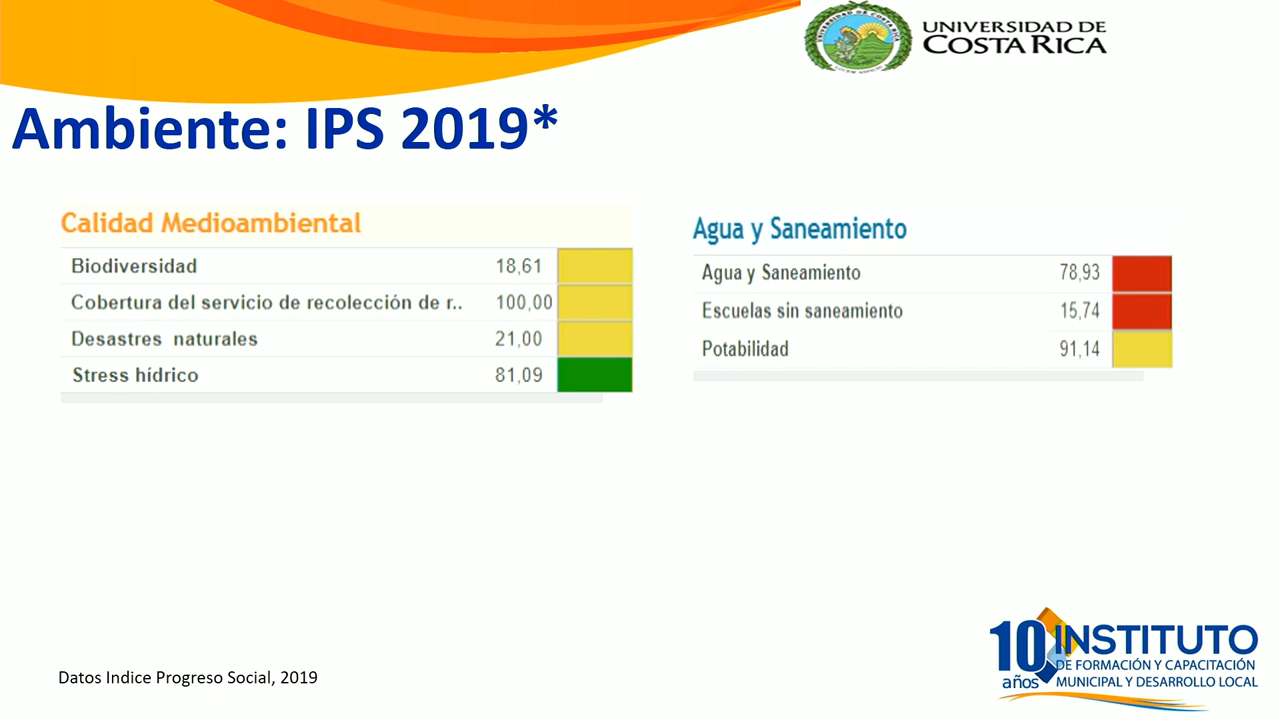 UNIVERSIDAD DE
COSTA RICA
Ambiente: IPS 2019*
Calidad Medioambiental
Biodiversidad 18,61
Cobertura del servicio de recolección de r.. 100,00
Desastres naturales 21,00
Stress hídrico 81,09
Agua y Saneamiento
Agua y Saneamiento 78,93
Escuelas sin saneamiento 15,74
Potabilidad 91,14
Datos Indice Progreso Social, 2019
10 años
INSTITUTO
DE FORMACIÓN Y CAPACITACIÓN
MUNICIPAL Y DESARROLLO LOCAL